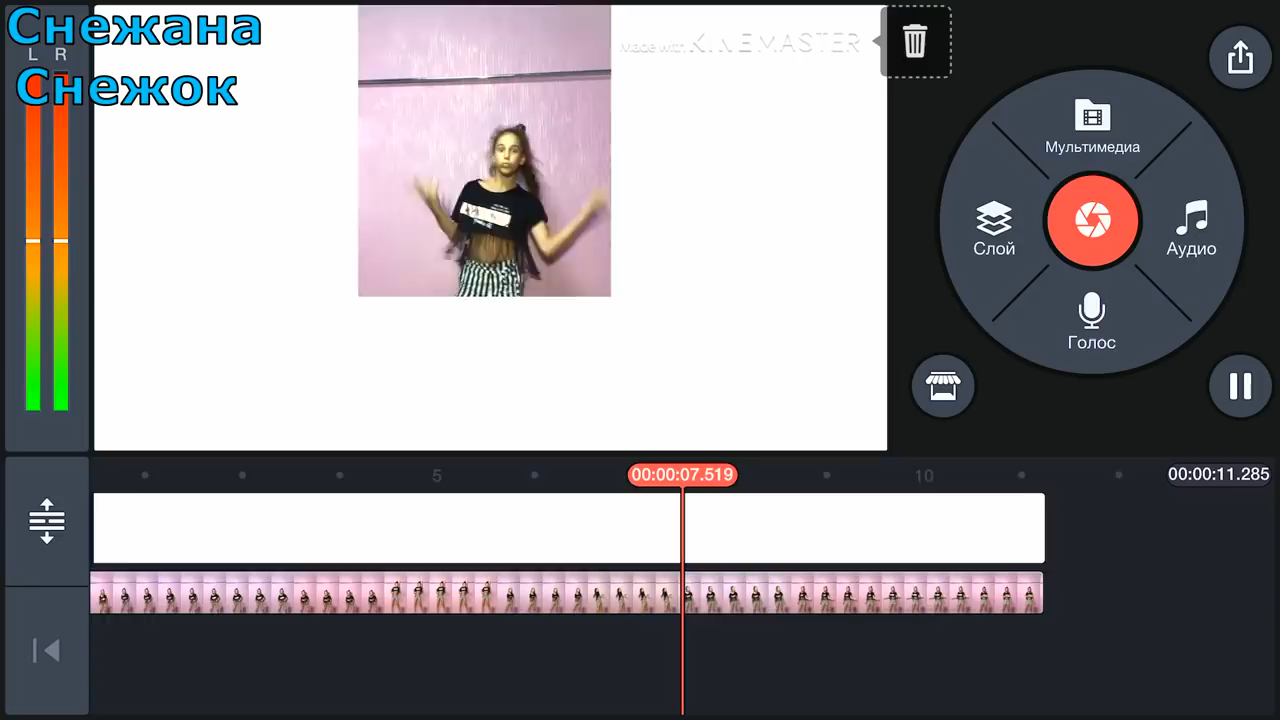 Снежана
L R
Снежок
Made with KINEMASTER
Мультимедиа
Слой
Аудио
Голос
5
00:00:07.519
10
00:00:11.285